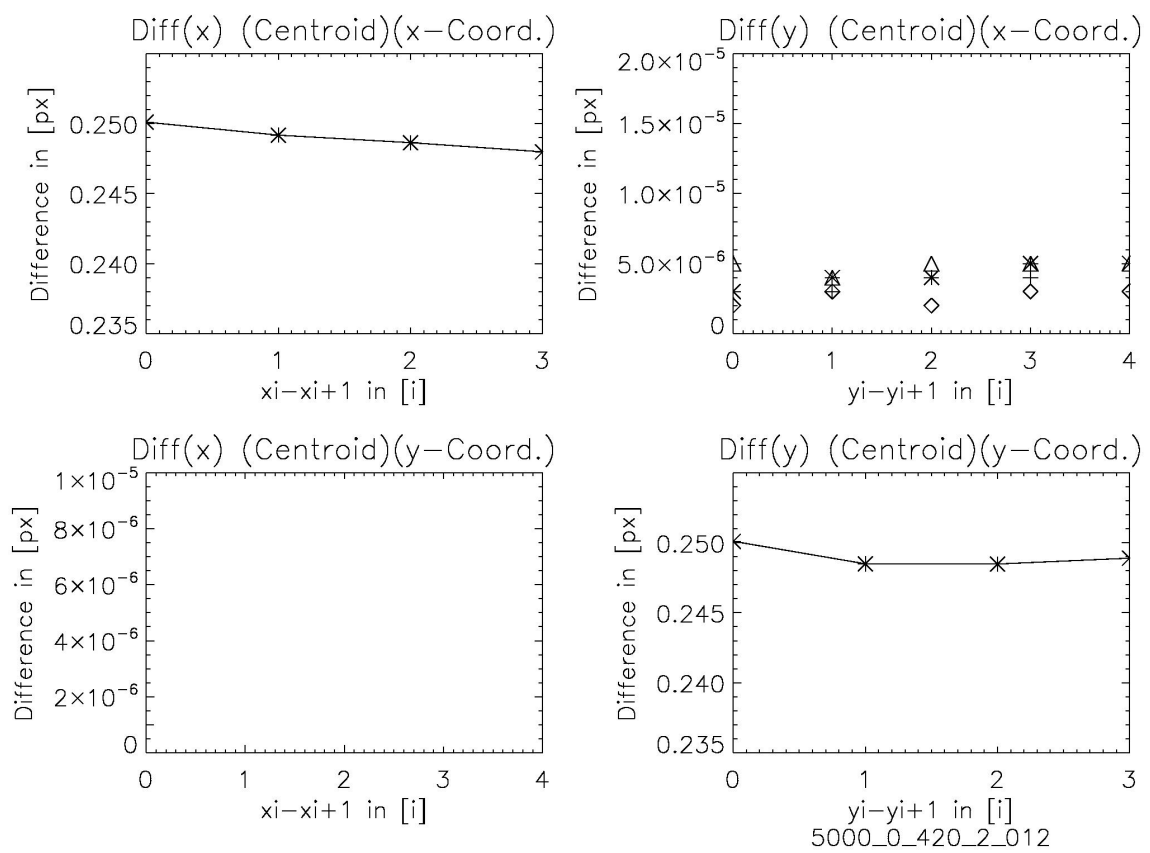 Diff(x) (Centroid)(x-Coord.)
Difference in [px]
0.250
0.245
0.240
0.235
0 1 2 3
xi-xi+1 in [i]
Diff(y) (Centroid)(x-Coord.)
Difference in [px]
2.0×10⁻⁵
1.5×10⁻⁵
1.0×10⁻⁵
5.0×10⁻⁶
0
0 1 2 3 4
yi-yi+1 in [i]
Diff(x) (Centroid)(y-Coord.)
Difference in [px]
1×10⁻⁵
8×10⁻⁶
6×10⁻⁶
4×10⁻⁶
2×10⁻⁶
0
0 1 2 3 4
xi-xi+1 in [i]
Diff(y) (Centroid)(y-Coord.)
Difference in [px]
0.250
0.245
0.240
0.235
0 1 2 3
yi-yi+1 in [i]
5000_0_420_2_012